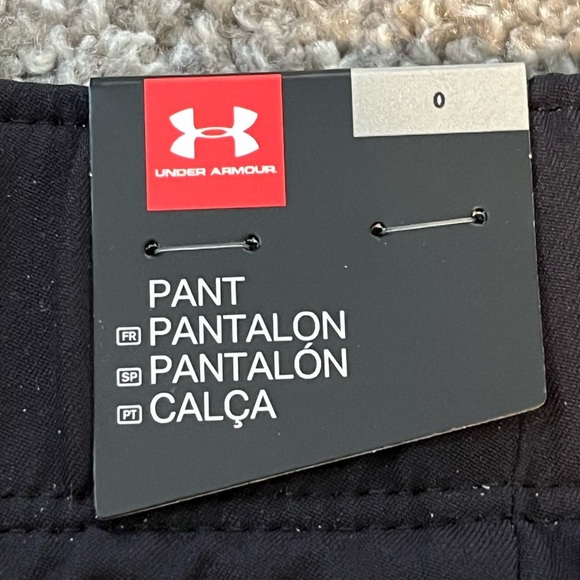 UNDER ARMOUR
0
PANT
FR PANTALON
SP PANTALÓN
PT CALÇA